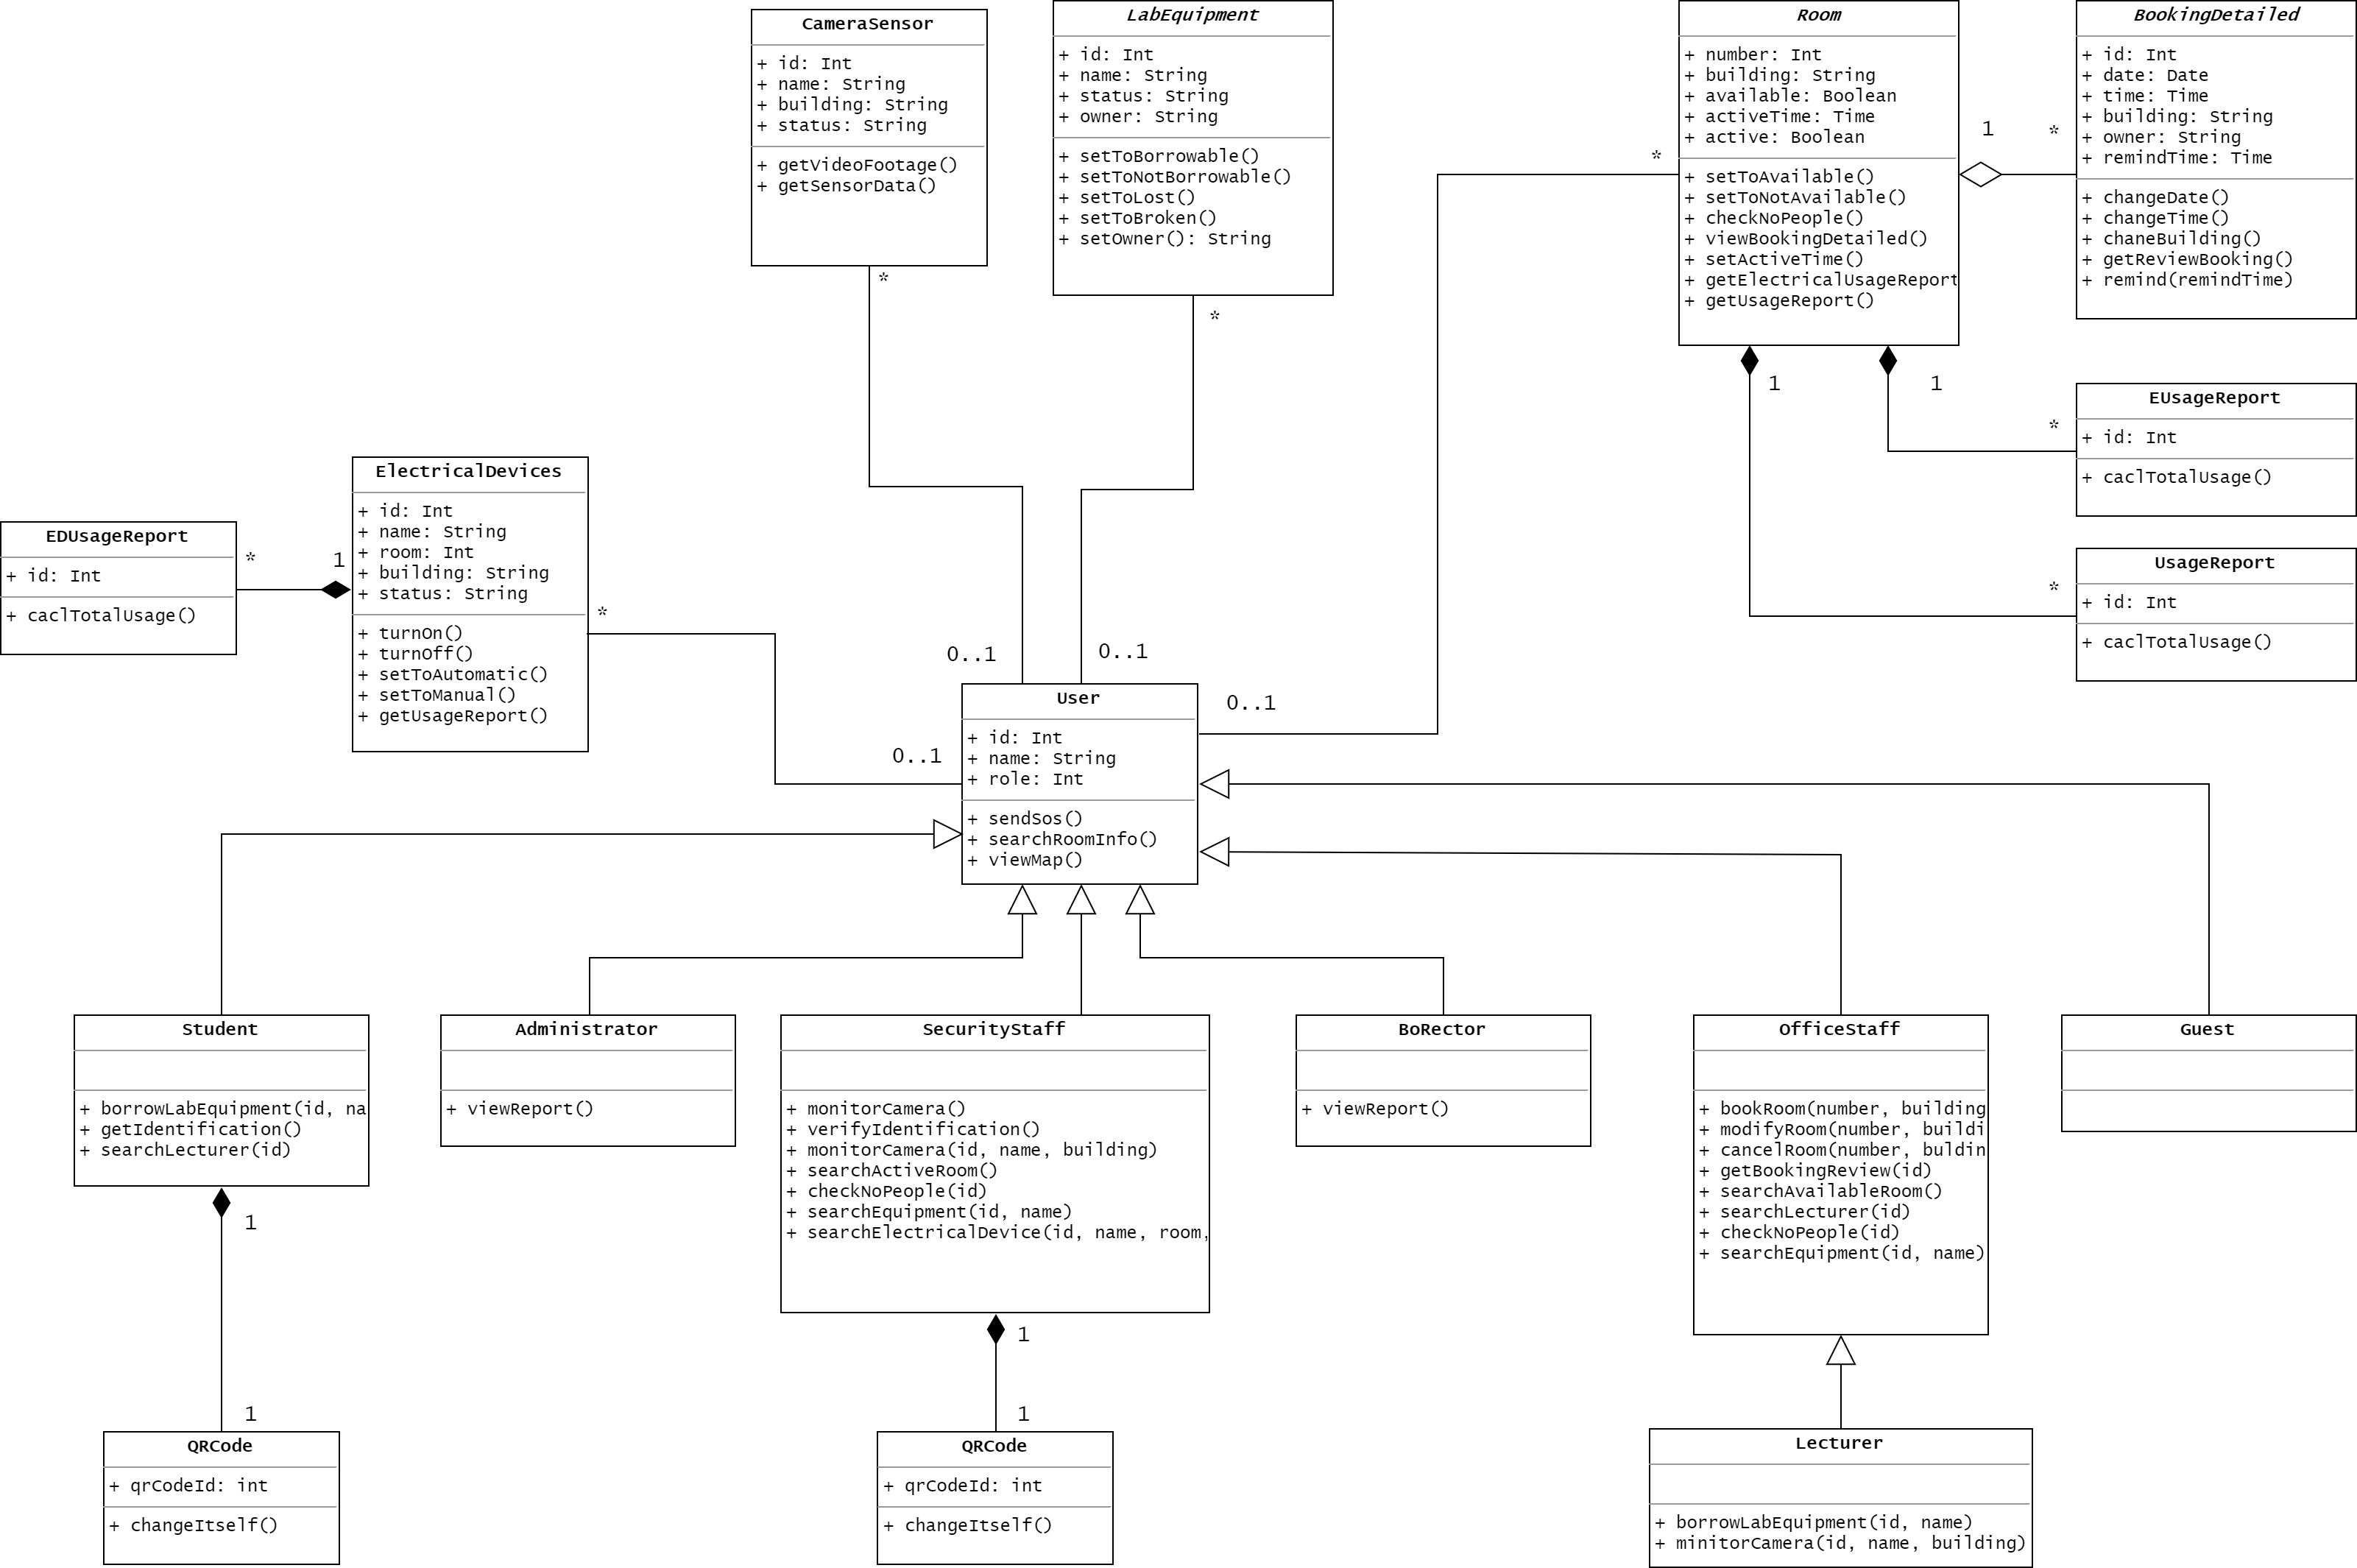 CameraSensor
+ id: Int
+ name: String
+ building: String
+ status: String
+ getVideoFootage()
+ getSensorData()
*
LabEquipment
+ id: Int
+ name: String
+ status: String
+ owner: String
+ setToBorrowable()
+ setToNotBorrowable()
+ setToLost()
+ setToBroken()
+ setOwner(): String
*
Room
+ number: Int
+ building: String
+ available: Boolean
+ activeTime: Time
+ active: Boolean
+ setToAvailable()
+ setToNotAvailable()
+ checkNoPeople()
+ viewBookingDetailed()
+ setActiveTime()
+ getElectricalUsageReport
+ getUsageReport()
*
1
*
1
1
BookingDetailed
+ id: Int
+ date: Date
+ time: Time
+ building: String
+ owner: String
+ remindTime: Time
+ changeDate()
+ changeTime()
+ chaneBuilding()
+ getReviewBooking()
+ remind(remindTime)
EUsageReport
+ id: Int
+ caclTotalUsage()
*
UsageReport
+ id: Int
+ caclTotalUsage()
*
EDUsageReport
+ id: Int
+ caclTotalUsage()
*
1
ElectricalDevices
+ id: Int
+ name: String
+ room: Int
+ building: String
+ status: String
+ turnOn()
+ turnOff()
+ setToAutomatic()
+ setToManual()
+ getUsageReport()
*
0..1
0..1
0..1
0..1
User
+ id: Int
+ name: String
+ role: Int
+ sendSos()
+ searchRoomInfo()
+ viewMap()
Student
+ borrowLabEquipment(id, na
+ getIdentification()
+ searchLecturer(id)
1
Administrator
+ viewReport()
SecurityStaff
+ monitorCamera()
+ verifyIdentification()
+ monitorCamera(id, name, building)
+ searchActiveRoom()
+ checkNoPeople(id)
+ searchEquipment(id, name)
+ searchElectricalDevice(id, name, room,
1
BoRector
+ viewReport()
OfficeStaff
+ bookRoom(number, building
+ modifyRoom(number, buildi
+ cancelRoom(number, buldin
+ getBookingReview(id)
+ searchAvailableRoom()
+ searchLecturer(id)
+ checkNoPeople(id)
+ searchEquipment(id, name)
Guest
1
QRCode
+ qrCodeId: int
+ changeItself()
1
QRCode
+ qrCodeId: int
+ changeItself()
Lecturer
+ borrowLabEquipment(id, name)
+ minitorCamera(id, name, building)